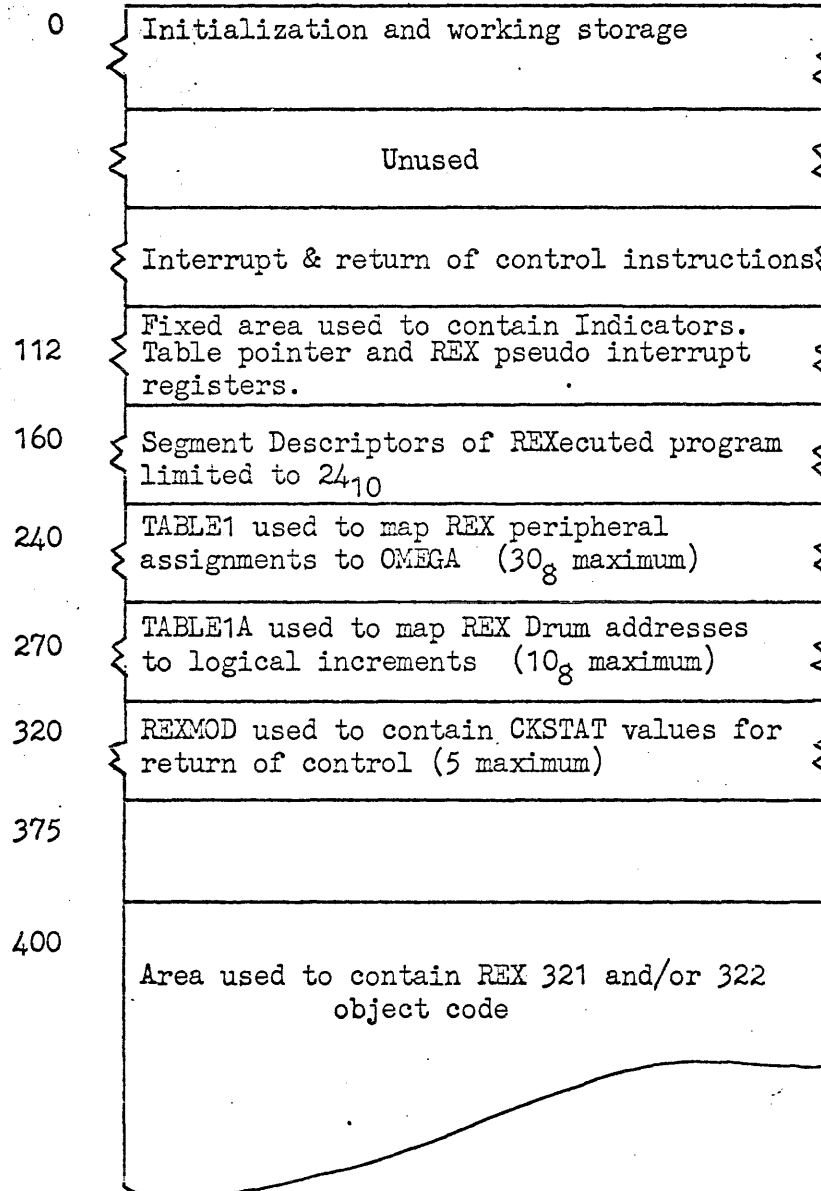 0 Initialization and working storage
Unused
Interrupt & return of control instructions
Fixed area used to contain Indicators.
112 Table pointer and REX pseudo interrupt
registers.
160 Segment Descriptors of REXecuted program
limited to 24₁₀
240 TABLE1 used to map REX peripheral
assignments to OMEGA (30₈ maximum)
270 TABLE1A used to map REX Drum addresses
to logical increments (10₈ maximum)
320 REXMOD used to contain CKSTAT values for
return of control (5 maximum)
375
400
Area used to contain REX 321 and/or 322
object code